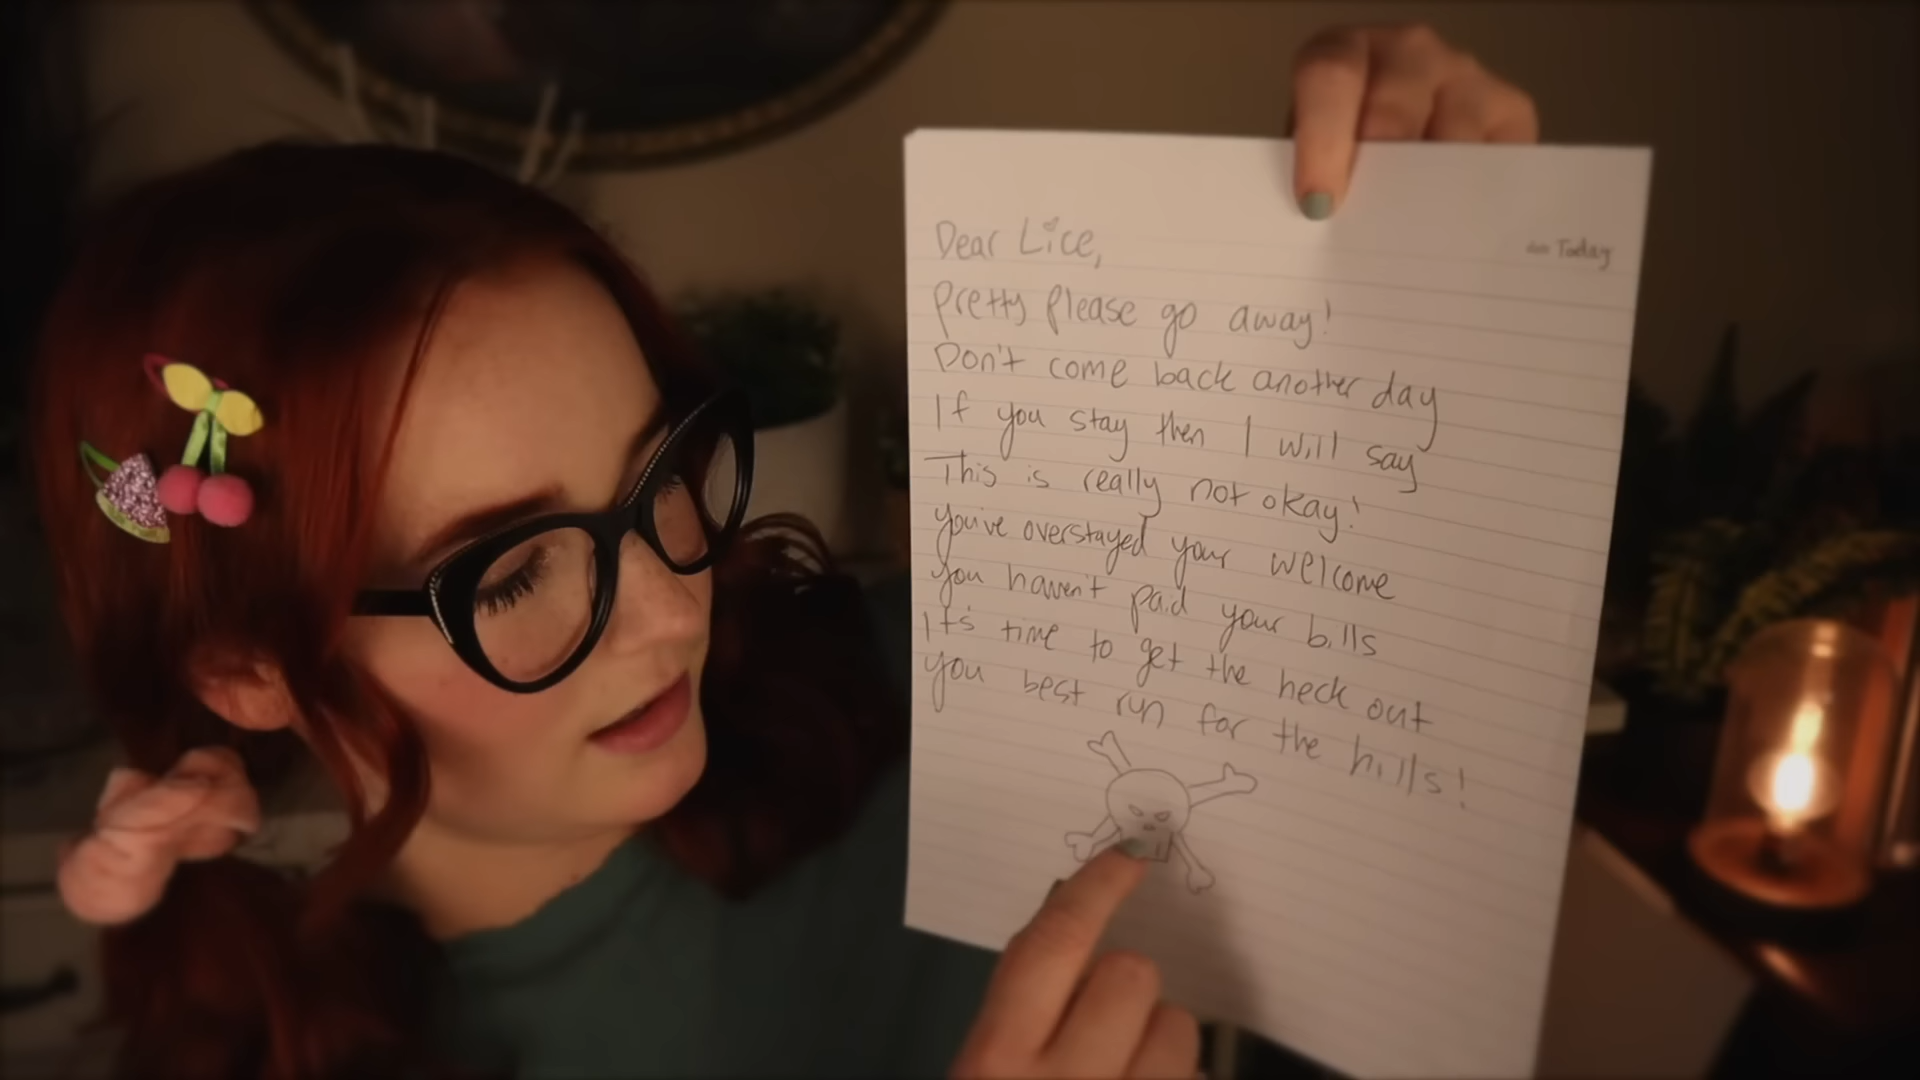 Dear Lice,
Today
Pretty Please go away!
Don't come back another day
If you stay then I will say
This is really not okay!
You've overstayed your welcome
You haven't paid your bills
It's time to get the heck out
You best run for the hills!